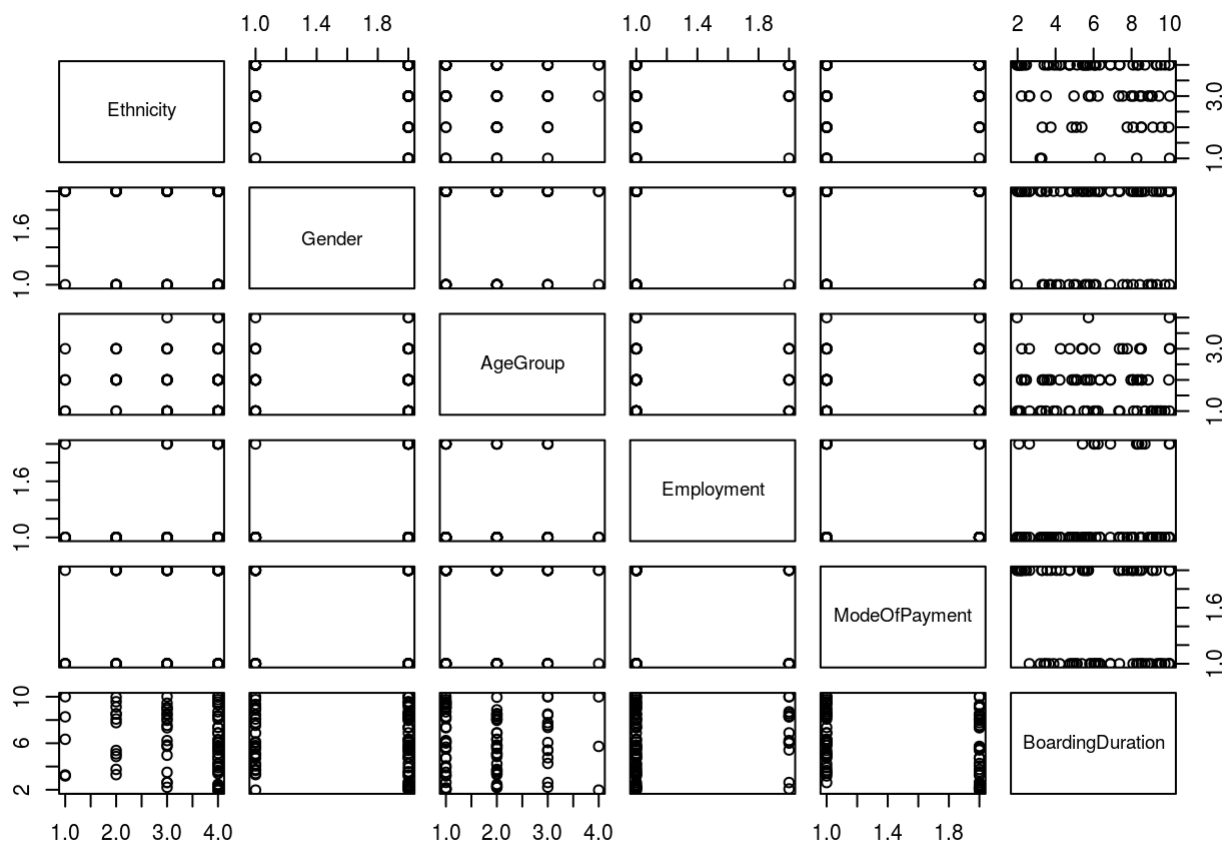 1.0 1.4 1.8 1.0 1.4 1.8 2 4 6 8 10
Ethnicity 1.0 3.0
1.0 1.6 Gender
AgeGroup 1.0 3.0
1.0 1.6 Employment
ModeOfPayment 1.0 1.6
2 6 10 BoardingDuration
1.0 2.0 3.0 4.0 1.0 2.0 3.0 4.0 1.0 1.4 1.8